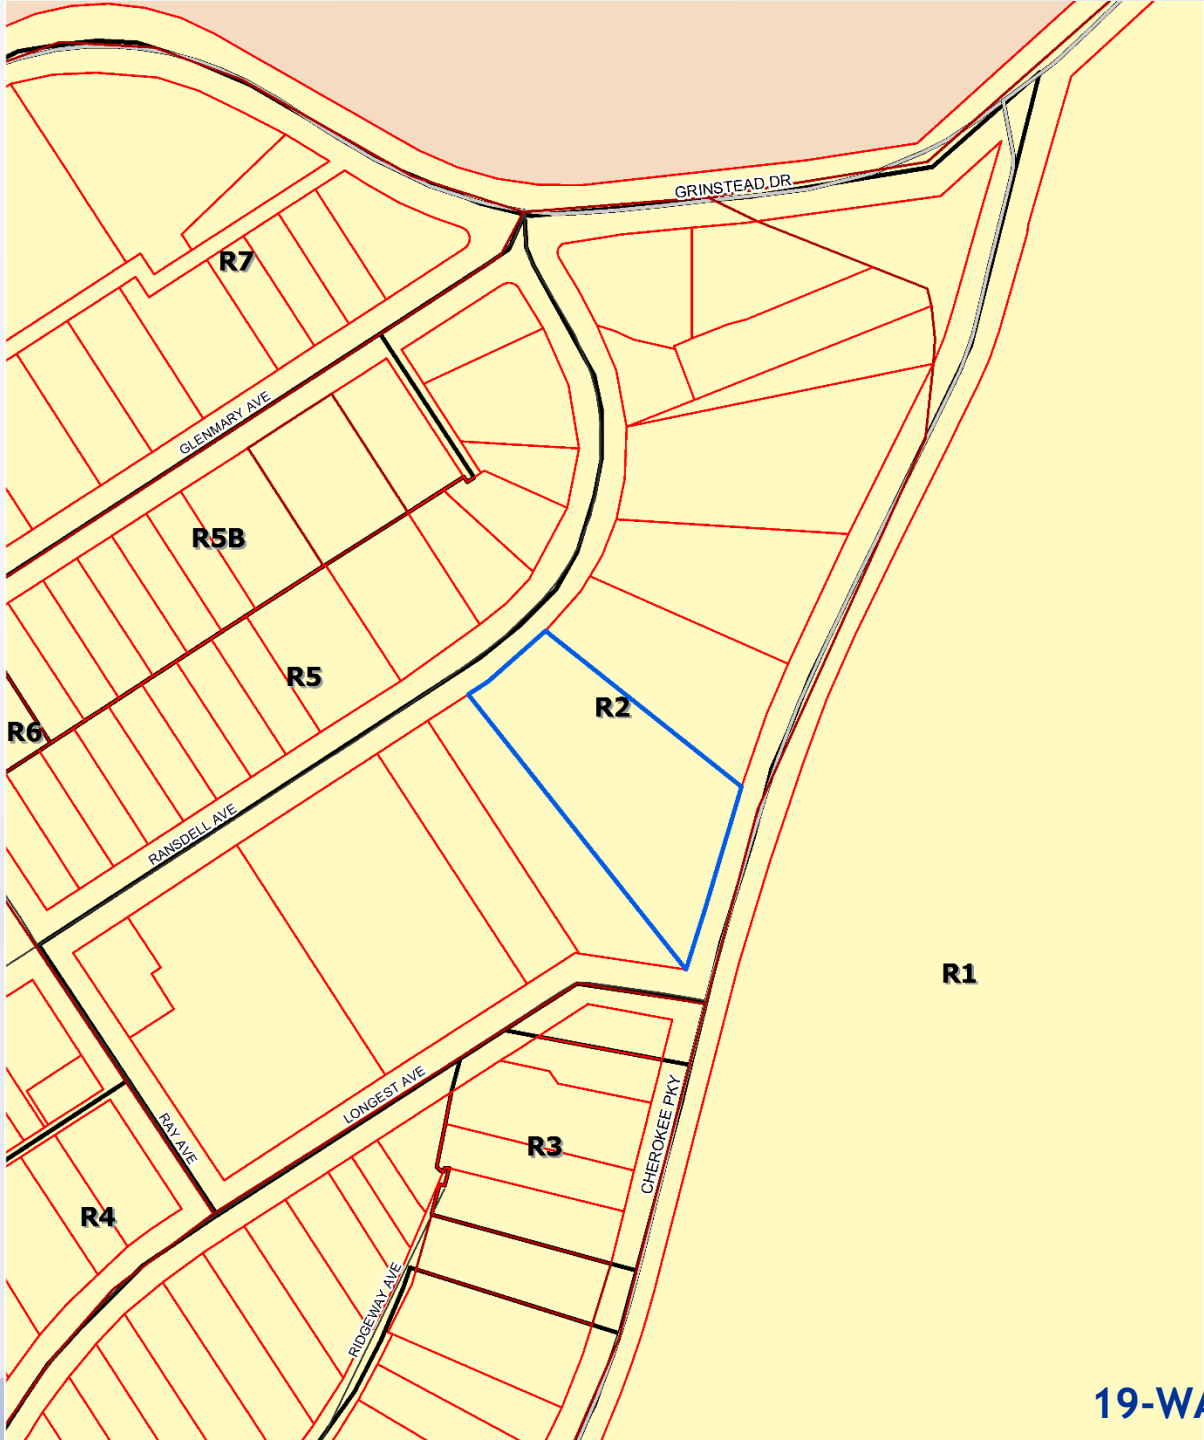 GRINSTEAD DR
R7
GLENMARY AVE
R5B
R5
R2
R6
RANSDELL AVE
R1
LONGEST AVE
RAY AVE
CHEROKEE PKY
R3
R4
RIDGEWAY AVE
19-WA